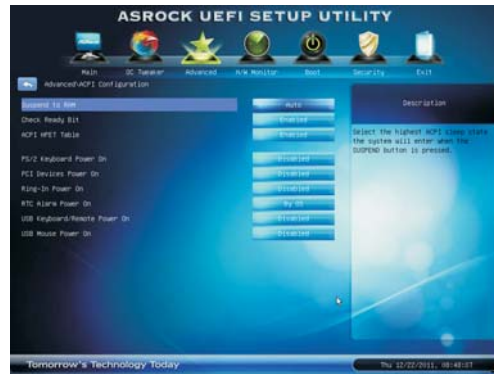 ASROCK UEFI SETUP UTILITY
Main OC Tweaker Advanced H/W Monitor Boot Security Exit
Advanced\ACPI Configuration
Suspend to RAM Auto
Check Ready Bit Enabled
ACPI HPET Table Enabled
PS/2 Keyboard Power On Disabled
PCI Devices Power On Disabled
Ring-In Power On Disabled
RTC Alarm Power On By OS
USB Keyboard/Remote Power On Disabled
USB Mouse Power On Disabled
Description
Select the highest ACPI sleep state
the system will enter when the
SUSPEND button is pressed.
Tomorrow's Technology Today
Thu 12/22/2011,